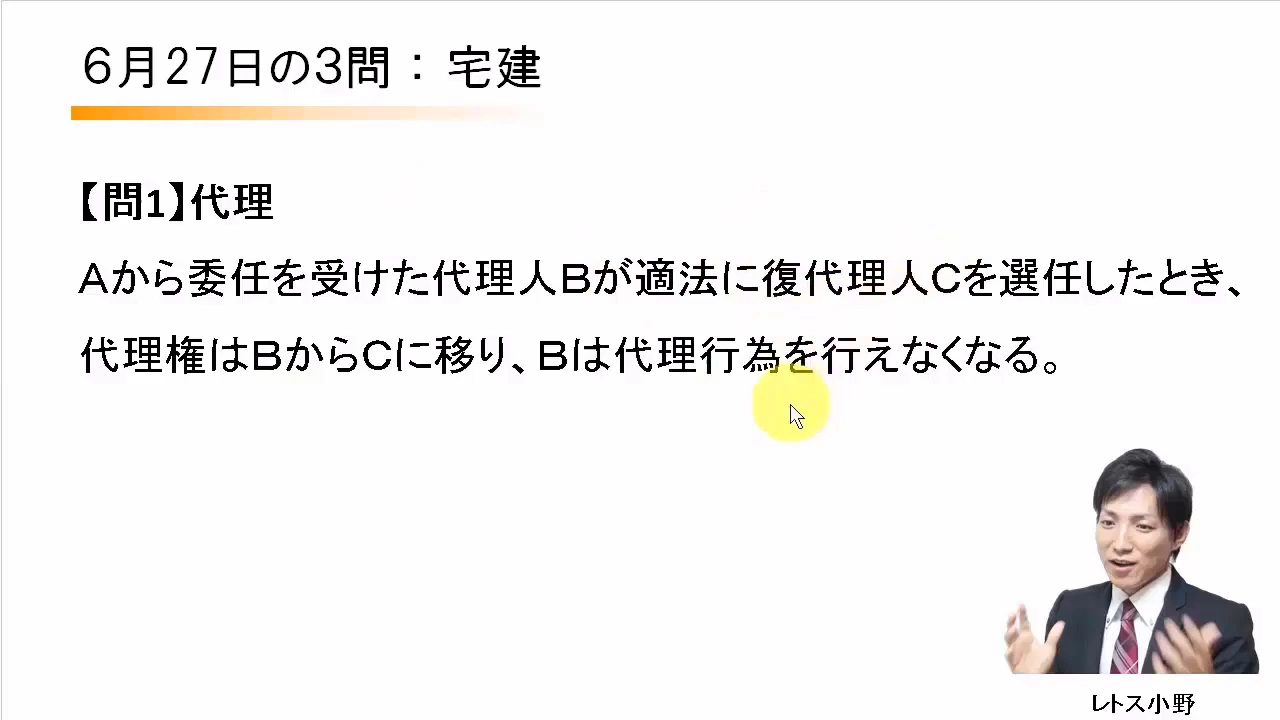 ６月27日の3問： 宅建
【問1】代理
Ａから委任を受けた代理人Ｂが適法に復代理人Ｃを選任したとき、
代理権はＢからＣに移り、Ｂは代理行為を行えなくなる。
レトス小野